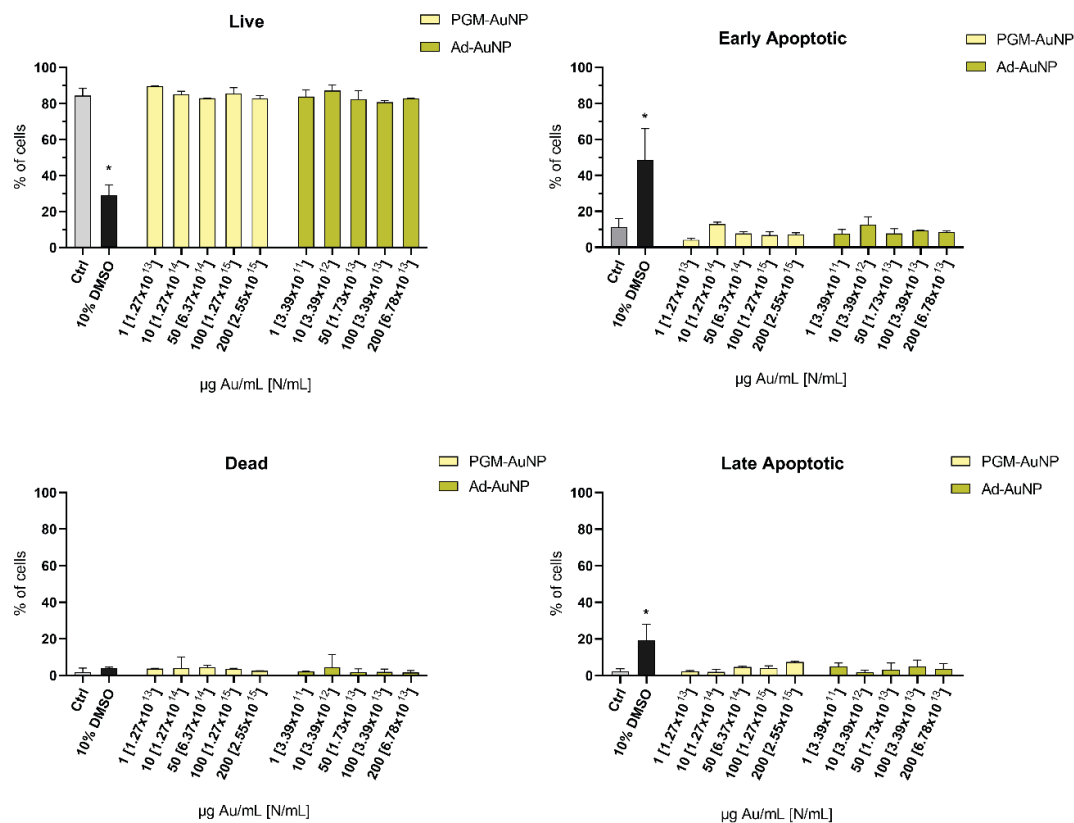 Live
PGM-AuNP
Ad-AuNP
% of cells
100
80
60
40
20
0
*
Ctrl
10% DMSO
1 [1.27x10¹³]
10 [1.27x10¹⁴]
50 [6.37x10¹⁴]
100 [1.27x10¹⁵]
200 [2.55x10¹⁵]
1 [3.39x10¹¹]
10 [3.39x10¹²]
50 [1.73x10¹³]
100 [3.39x10¹³]
200 [6.78x10¹³]
µg Au/mL [N/mL]
Early Apoptotic
PGM-AuNP
Ad-AuNP
% of cells
100
80
60
40
20
0
*
Ctrl
10% DMSO
1 [1.27x10¹³]
10 [1.27x10¹⁴]
50 [6.37x10¹⁴]
100 [1.27x10¹⁵]
200 [2.55x10¹⁵]
1 [3.39x10¹¹]
10 [3.39x10¹²]
50 [1.73x10¹³]
100 [3.39x10¹³]
200 [6.78x10¹³]
µg Au/mL [N/mL]
Dead
PGM-AuNP
Ad-AuNP
% of cells
100
80
60
40
20
0
Ctrl
10% DMSO
1 [1.27x10¹³]
10 [1.27x10¹⁴]
50 [6.37x10¹⁴]
100 [1.27x10¹⁵]
200 [2.55x10¹⁵]
1 [3.39x10¹¹]
10 [3.39x10¹²]
50 [1.73x10¹³]
100 [3.39x10¹³]
200 [6.78x10¹³]
µg Au/mL [N/mL]
Late Apoptotic
PGM-AuNP
Ad-AuNP
% of cells
100
80
60
40
20
0
*
Ctrl
10% DMSO
1 [1.27x10¹³]
10 [1.27x10¹⁴]
50 [6.37x10¹⁴]
100 [1.27x10¹⁵]
200 [2.55x10¹⁵]
1 [3.39x10¹¹]
10 [3.39x10¹²]
50 [1.73x10¹³]
100 [3.39x10¹³]
200 [6.78x10¹³]
µg Au/mL [N/mL]